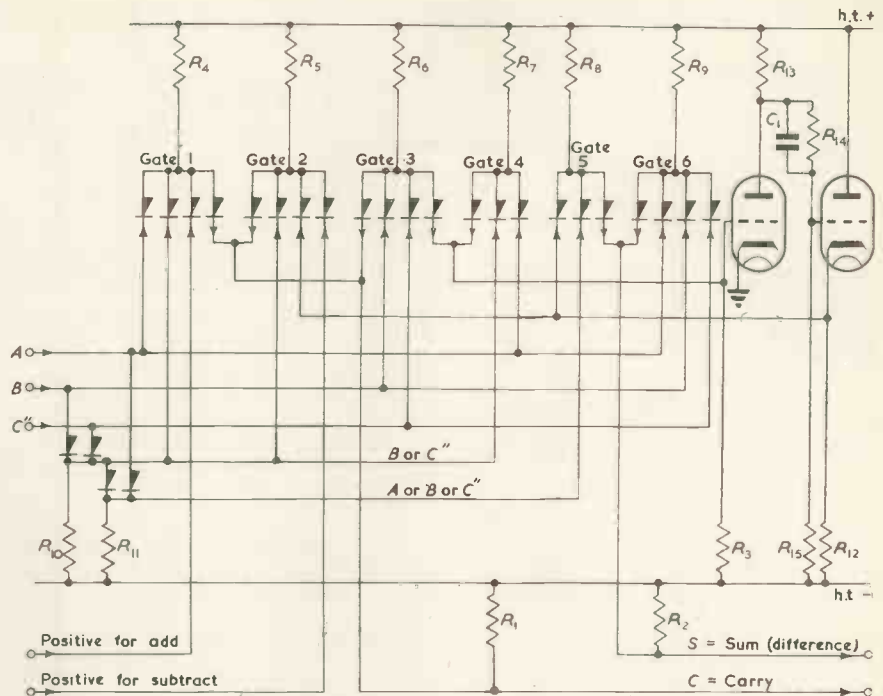 h.t.+
R4 R5 R6 R7 R8 R9 R13
C1 R14
Gate 1 Gate 2 Gate 3 Gate 4 Gate 5 Gate 6
A
B
C"
B or C"
A or B or C"
R10 R11 R3 R15 R12
h.t -
R1 R2
Positive for add
S = Sum (difference)
Positive for subtract
C = Carry